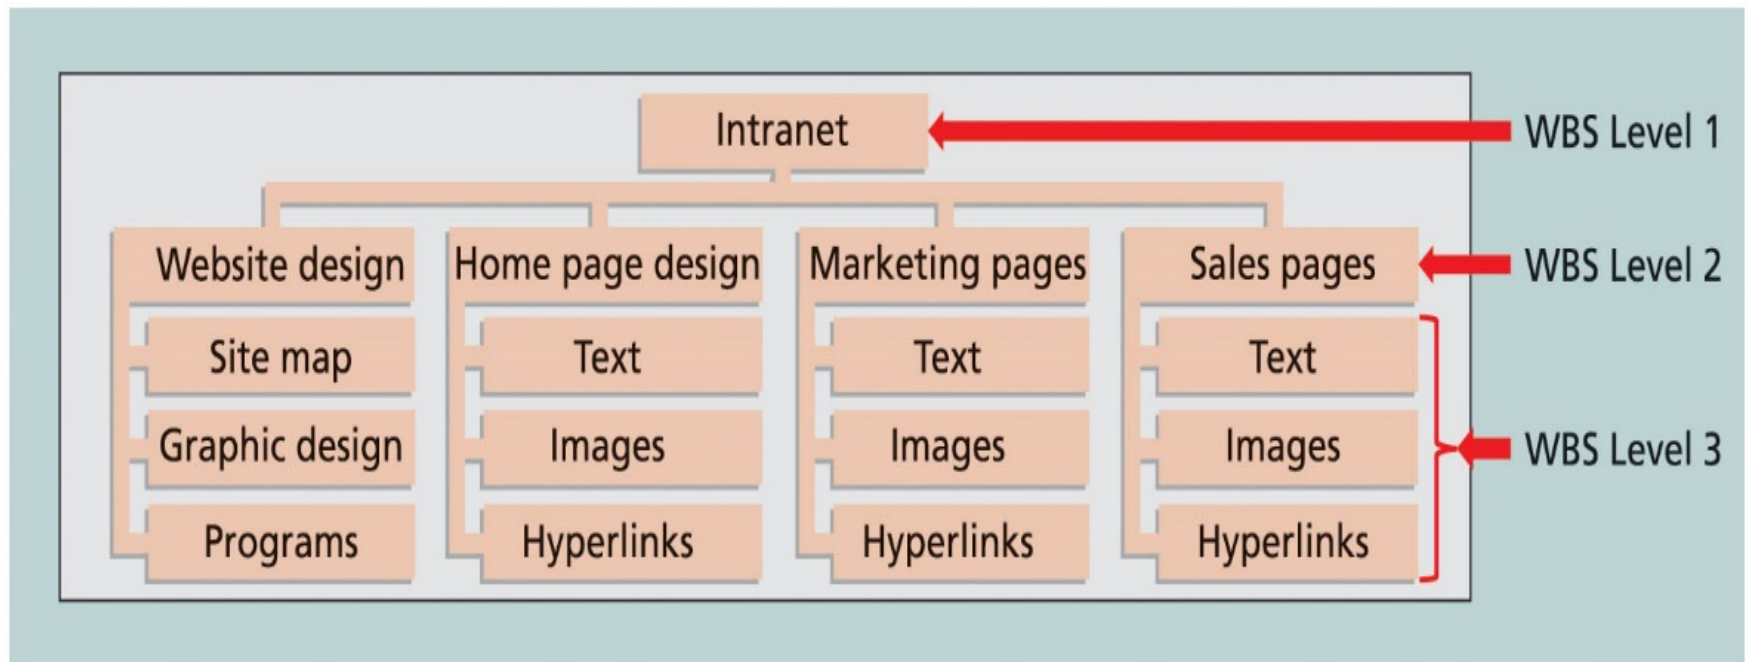 Intranet
WBS Level 1
Website design
Home page design
Marketing pages
Sales pages
WBS Level 2
Site map
Text
Text
Text
Graphic design
Images
Images
Images
WBS Level 3
Programs
Hyperlinks
Hyperlinks
Hyperlinks